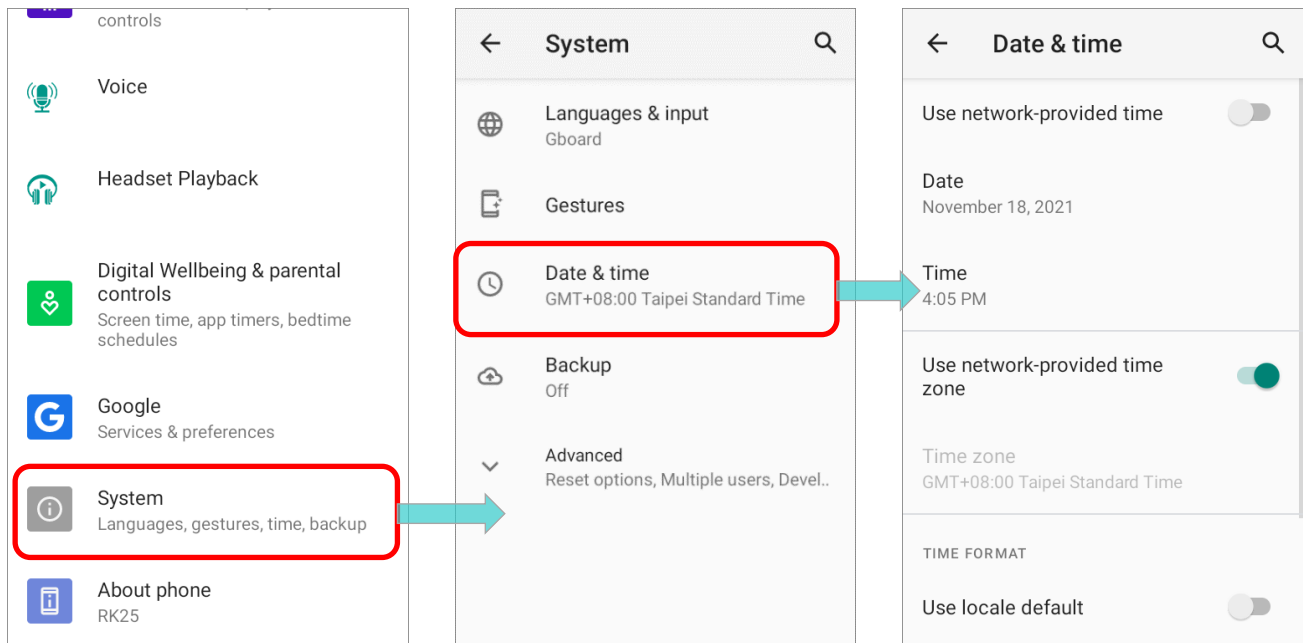 controls
Voice
Headset Playback
Digital Wellbeing & parental
controls
Screen time, app timers, bedtime
schedules
Google
Services & preferences
System
Languages, gestures, time, backup
About phone
RK25
System
Languages & input
Gboard
Gestures
Date & time
GMT+08:00 Taipei Standard Time
Backup
Off
Advanced
Reset options, Multiple users, Devel..
Date & time
Use network-provided time
Date
November 18, 2021
Time
4:05 PM
Use network-provided time
zone
Time zone
GMT+08:00 Taipei Standard Time
TIME FORMAT
Use locale default